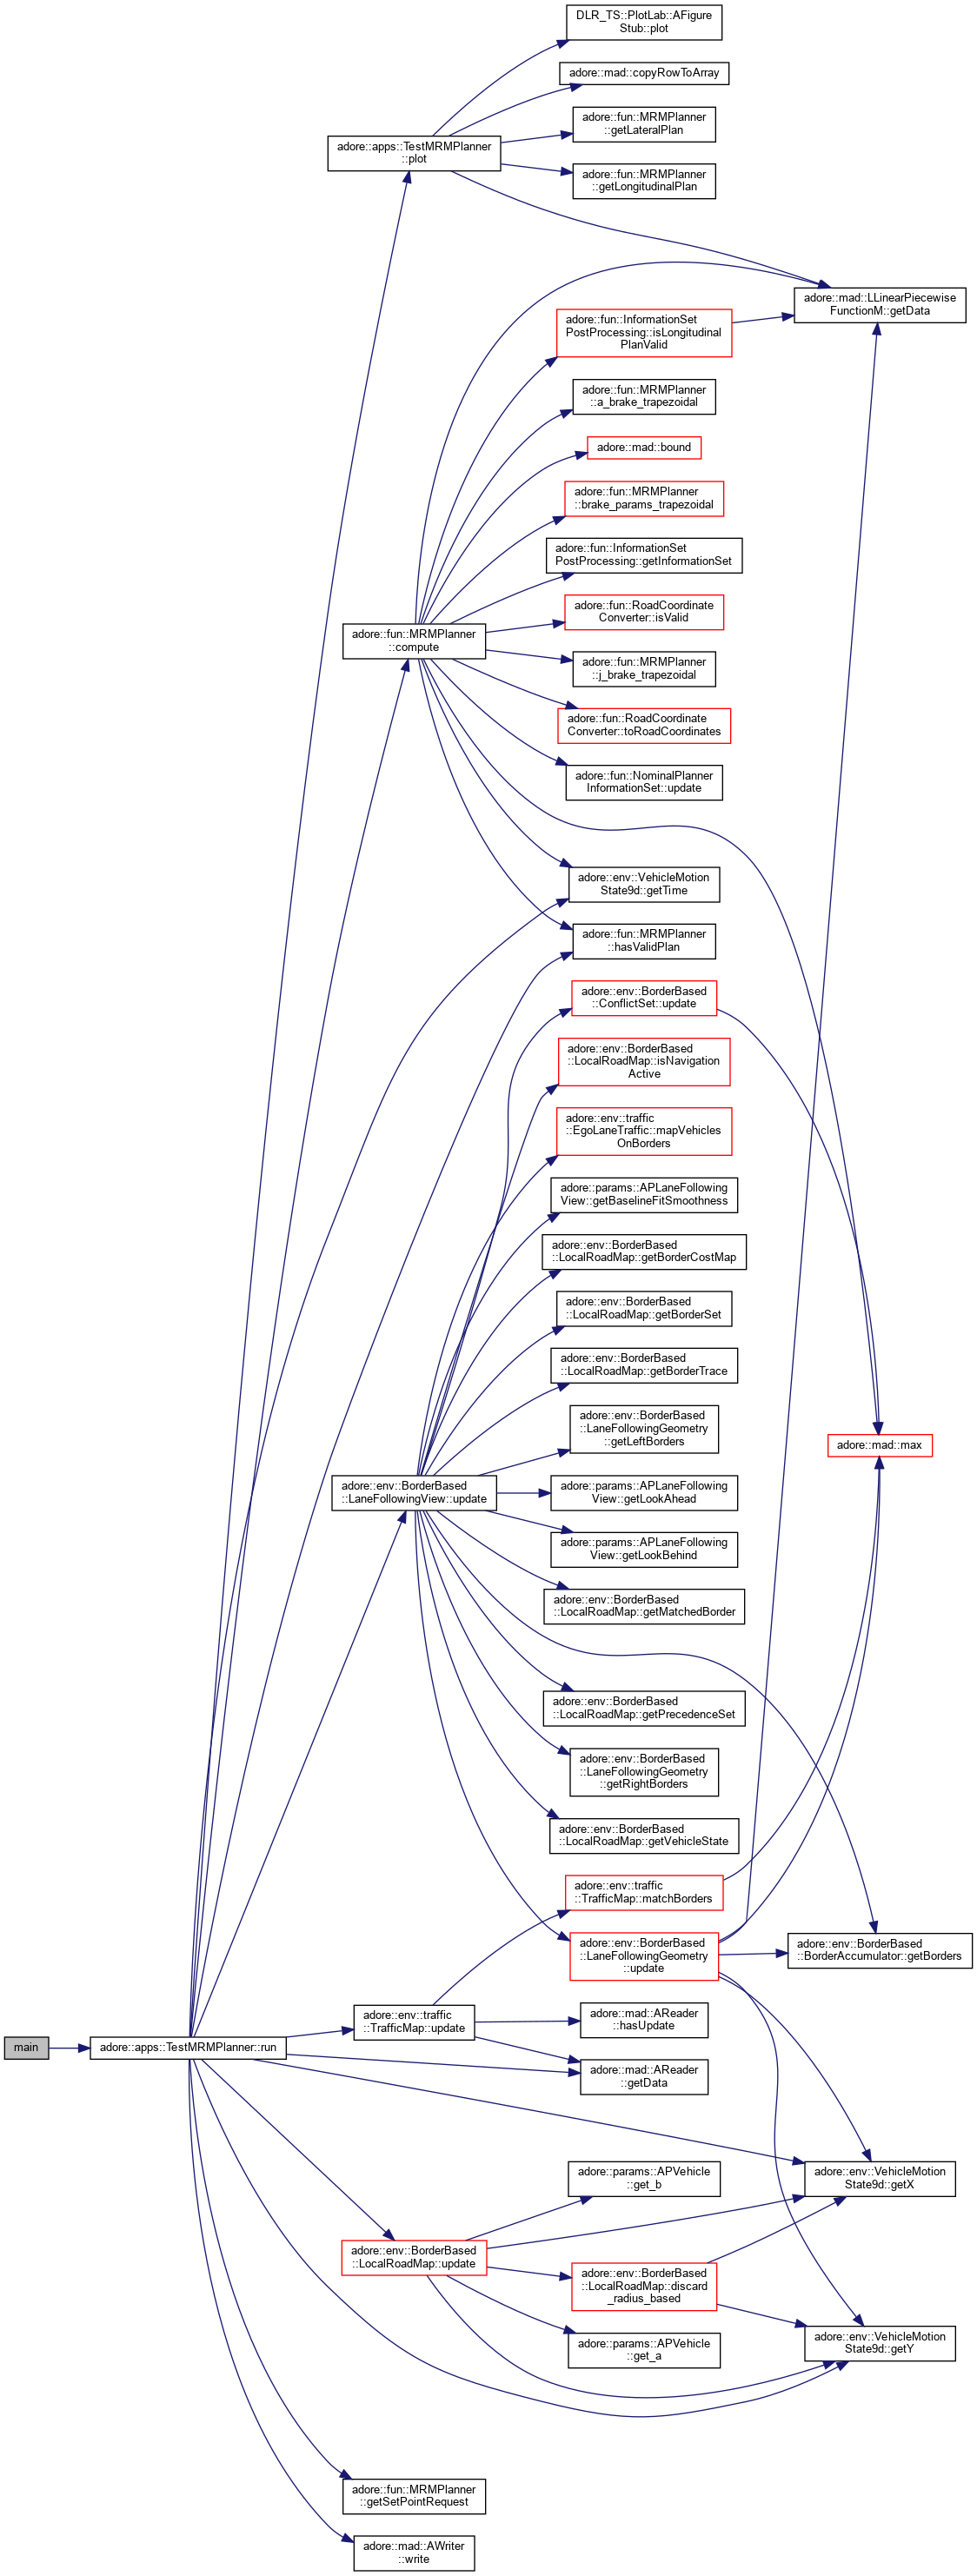 DLR_TS::PlotLab::AFigure
Stub::plot
adore::mad::copyRowToArray
adore::fun::MRMPlanner
::getLateralPlan
adore::apps::TestMRMPlanner
::plot
adore::fun::MRMPlanner
::getLongitudinalPlan
adore::mad::LLinearPiecewise
FunctionM::getData
adore::fun::InformationSet
PostProcessing::isLongitudinal
PlanValid
adore::fun::MRMPlanner
::a_brake_trapezoidal
adore::mad::bound
adore::fun::MRMPlanner
::brake_params_trapezoidal
adore::fun::InformationSet
PostProcessing::getInformationSet
adore::fun::RoadCoordinate
Converter::isValid
adore::fun::MRMPlanner
::compute
adore::fun::MRMPlanner
::j_brake_trapezoidal
adore::fun::RoadCoordinate
Converter::toRoadCoordinates
adore::fun::NominalPlanner
InformationSet::update
adore::env::VehicleMotion
State9d::getTime
adore::fun::MRMPlanner
::hasValidPlan
adore::env::BorderBased
::ConflictSet::update
adore::env::BorderBased
::LocalRoadMap::isNavigation
Active
adore::env::traffic
::EgoLaneTraffic::mapVehicles
OnBorders
adore::params::APLaneFollowing
View::getBaselineFitSmoothness
adore::env::BorderBased
::LocalRoadMap::getBorderCostMap
adore::env::BorderBased
::LocalRoadMap::getBorderSet
adore::env::BorderBased
::LocalRoadMap::getBorderTrace
adore::env::BorderBased
::LaneFollowingGeometry
::getLeftBorders
adore::mad::max
adore::env::BorderBased
::LaneFollowingView::update
adore::params::APLaneFollowing
View::getLookAhead
adore::params::APLaneFollowing
View::getLookBehind
adore::env::BorderBased
::LocalRoadMap::getMatchedBorder
adore::env::BorderBased
::LocalRoadMap::getPrecedenceSet
adore::env::BorderBased
::LaneFollowingGeometry
::getRightBorders
adore::env::BorderBased
::LocalRoadMap::getVehicleState
adore::env::traffic
::TrafficMap::matchBorders
adore::env::BorderBased
::LaneFollowingGeometry
::update
adore::env::BorderBased
::BorderAccumulator::getBorders
adore::env::traffic
::TrafficMap::update
adore::mad::AReader
::hasUpdate
main
adore::apps::TestMRMPlanner::run
adore::mad::AReader
::getData
adore::params::APVehicle
::get_b
adore::env::VehicleMotion
State9d::getX
adore::env::BorderBased
::LocalRoadMap::update
adore::env::BorderBased
::LocalRoadMap::discard
_radius_based
adore::params::APVehicle
::get_a
adore::env::VehicleMotion
State9d::getY
adore::fun::MRMPlanner
::getSetPointRequest
adore::mad::AWriter
::write